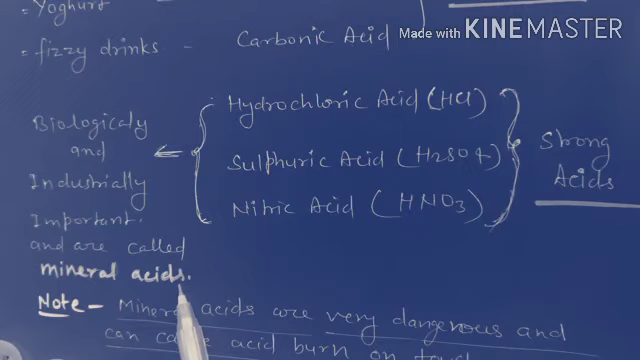 - Yoghurt
Made with KINEMASTER
- fizzy drinks - Carbonic Acid
Hydrochloric Acid (HCl)
Sulphuric Acid (H2SO4)
Nitric Acid (HNO3)
Strong
Acids
Biologicaly
and
Industrially
Important.
and are called
mineral acids.
Note - Mineral acids are very dangerous and
can cause acid burn on